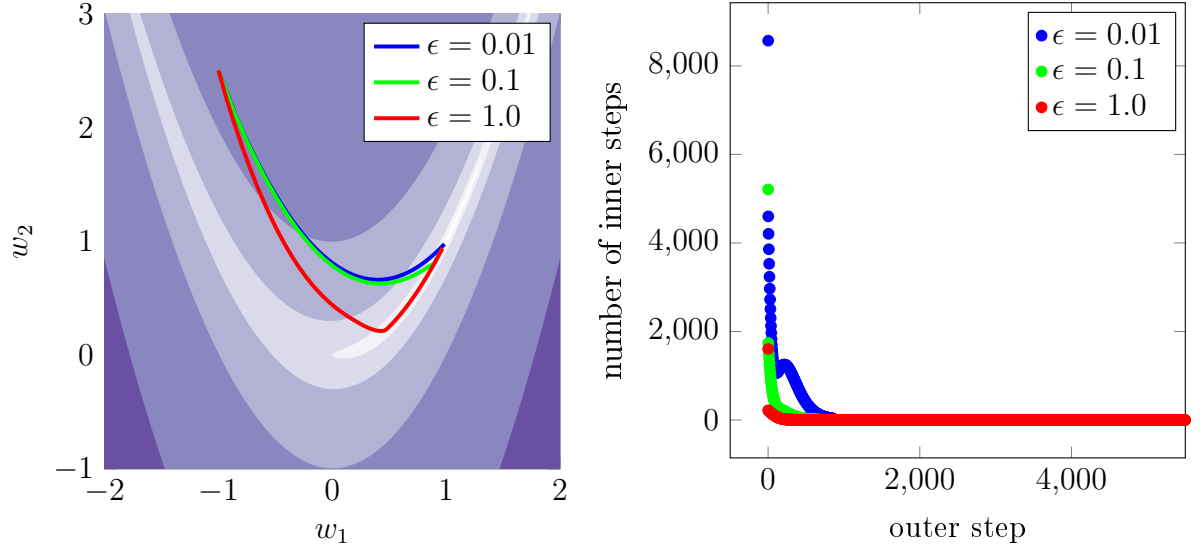 3
2
1
0
−1
−2
−1
0
1
2
w₂
w₁
ϵ = 0.01
ϵ = 0.1
ϵ = 1.0
8,000
6,000
4,000
2,000
0
0
2,000
4,000
number of inner steps
outer step
ϵ = 0.01
ϵ = 0.1
ϵ = 1.0